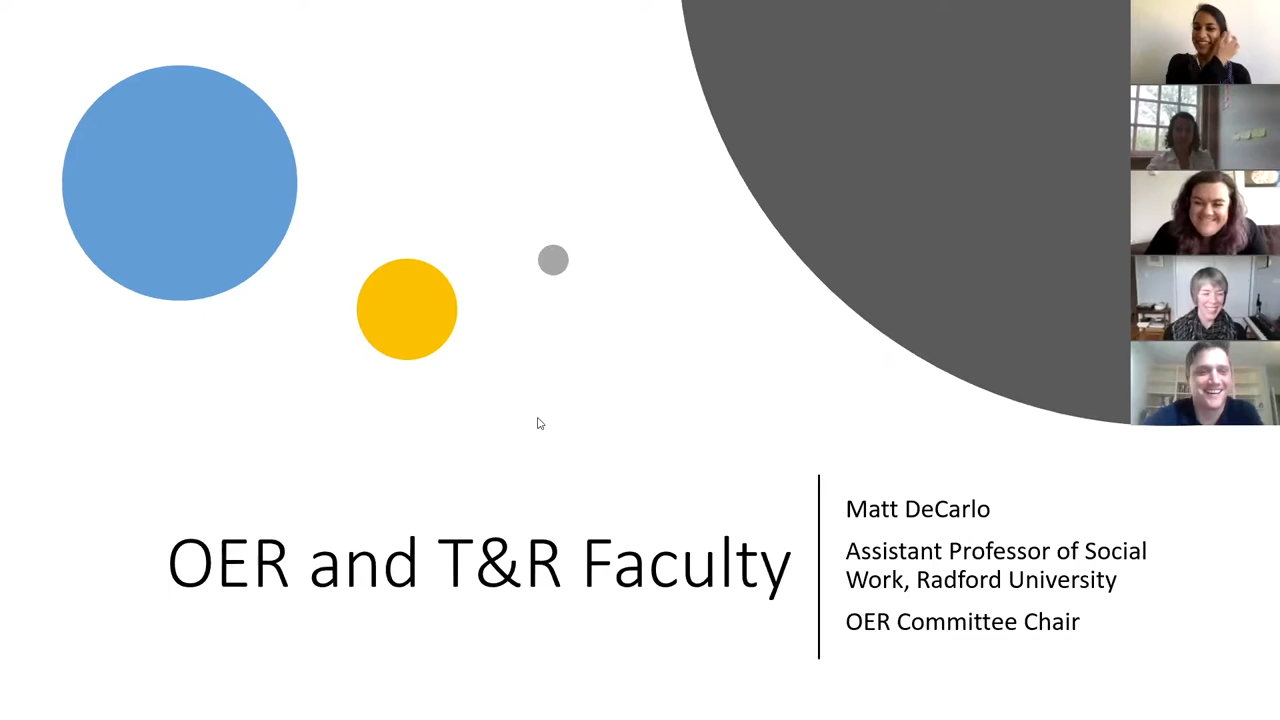 OER and T&R Faculty
Matt DeCarlo
Assistant Professor of Social
Work, Radford University
OER Committee Chair